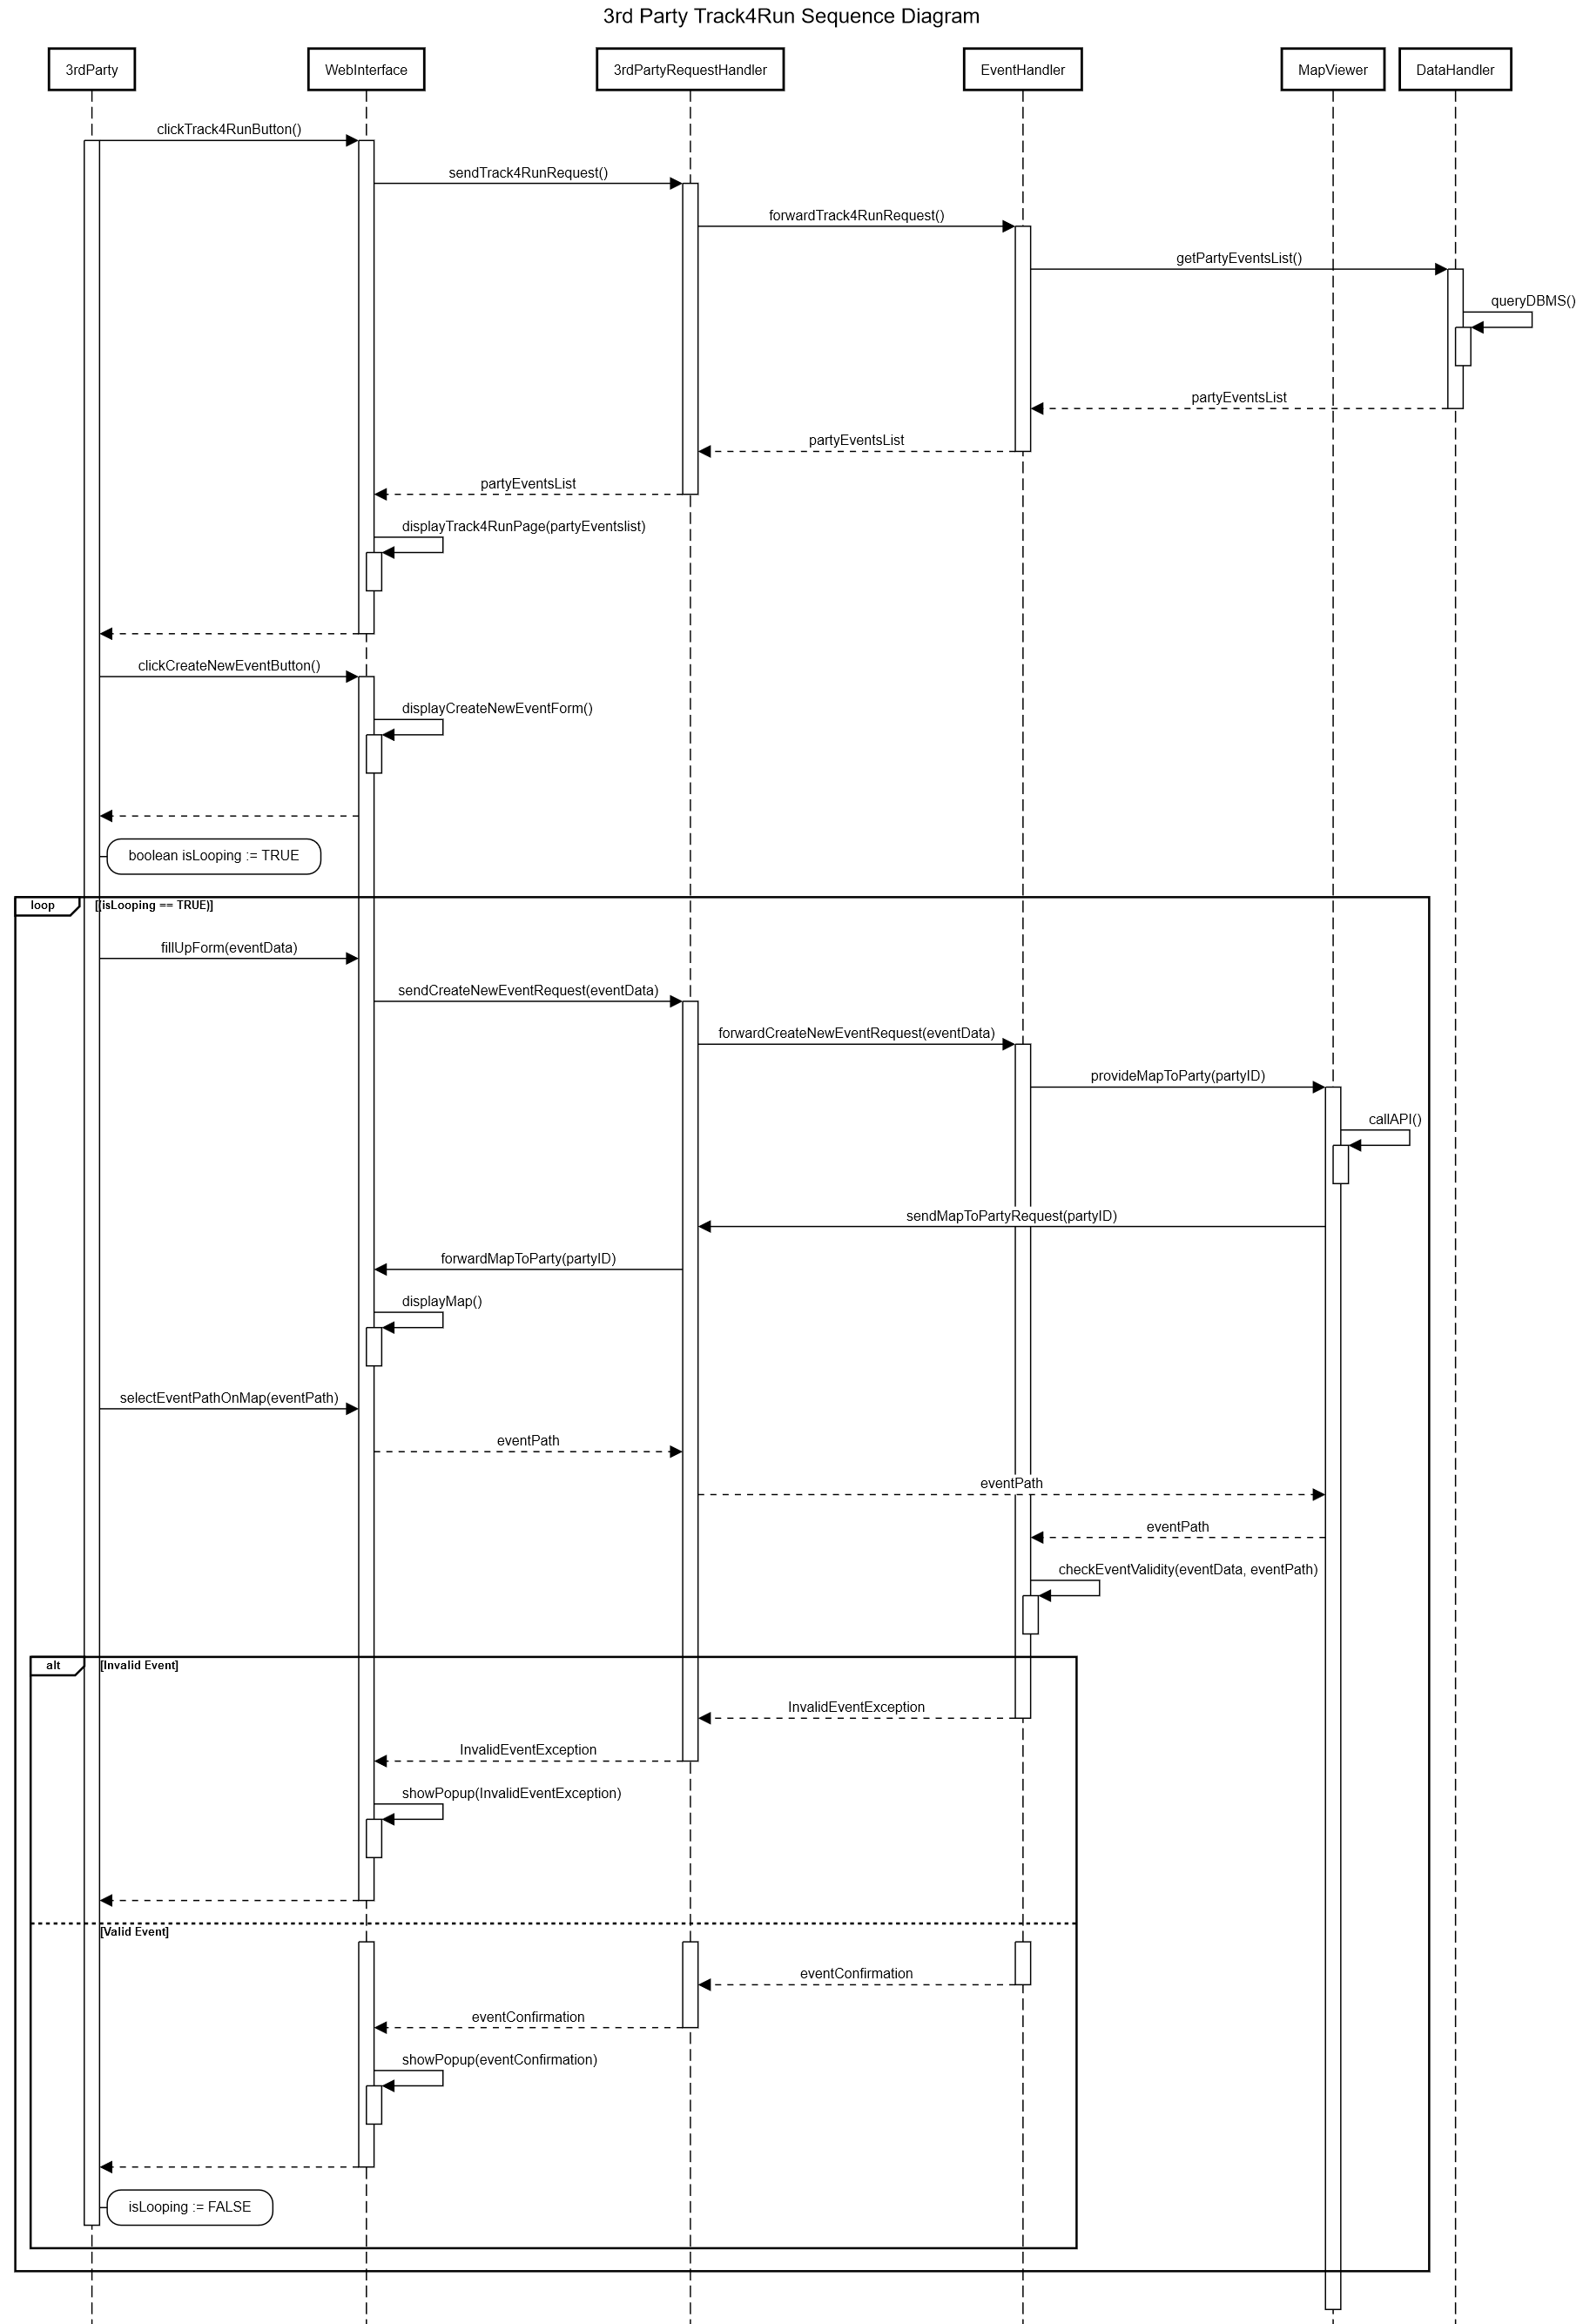 3rd Party Track4Run Sequence Diagram
3rdParty
WebInterface
3rdPartyRequestHandler
EventHandler
MapViewer
DataHandler
clickTrack4RunButton()
sendTrack4RunRequest()
forwardTrack4RunRequest()
getPartyEventsList()
queryDBMS()
partyEventsList
partyEventsList
partyEventsList
displayTrack4RunPage(partyEventslist)
clickCreateNewEventButton()
displayCreateNewEventForm()
boolean isLooping := TRUE
loop
[(isLooping == TRUE)]
fillUpForm(eventData)
sendCreateNewEventRequest(eventData)
forwardCreateNewEventRequest(eventData)
provideMapToParty(partyID)
callAPI()
sendMapToPartyRequest(partyID)
forwardMapToParty(partyID)
displayMap()
selectEventPathOnMap(eventPath)
eventPath
eventPath
eventPath
checkEventValidity(eventData, eventPath)
alt
[Invalid Event]
InvalidEventException
InvalidEventException
showPopup(InvalidEventException)
[Valid Event]
eventConfirmation
eventConfirmation
showPopup(eventConfirmation)
isLooping := FALSE